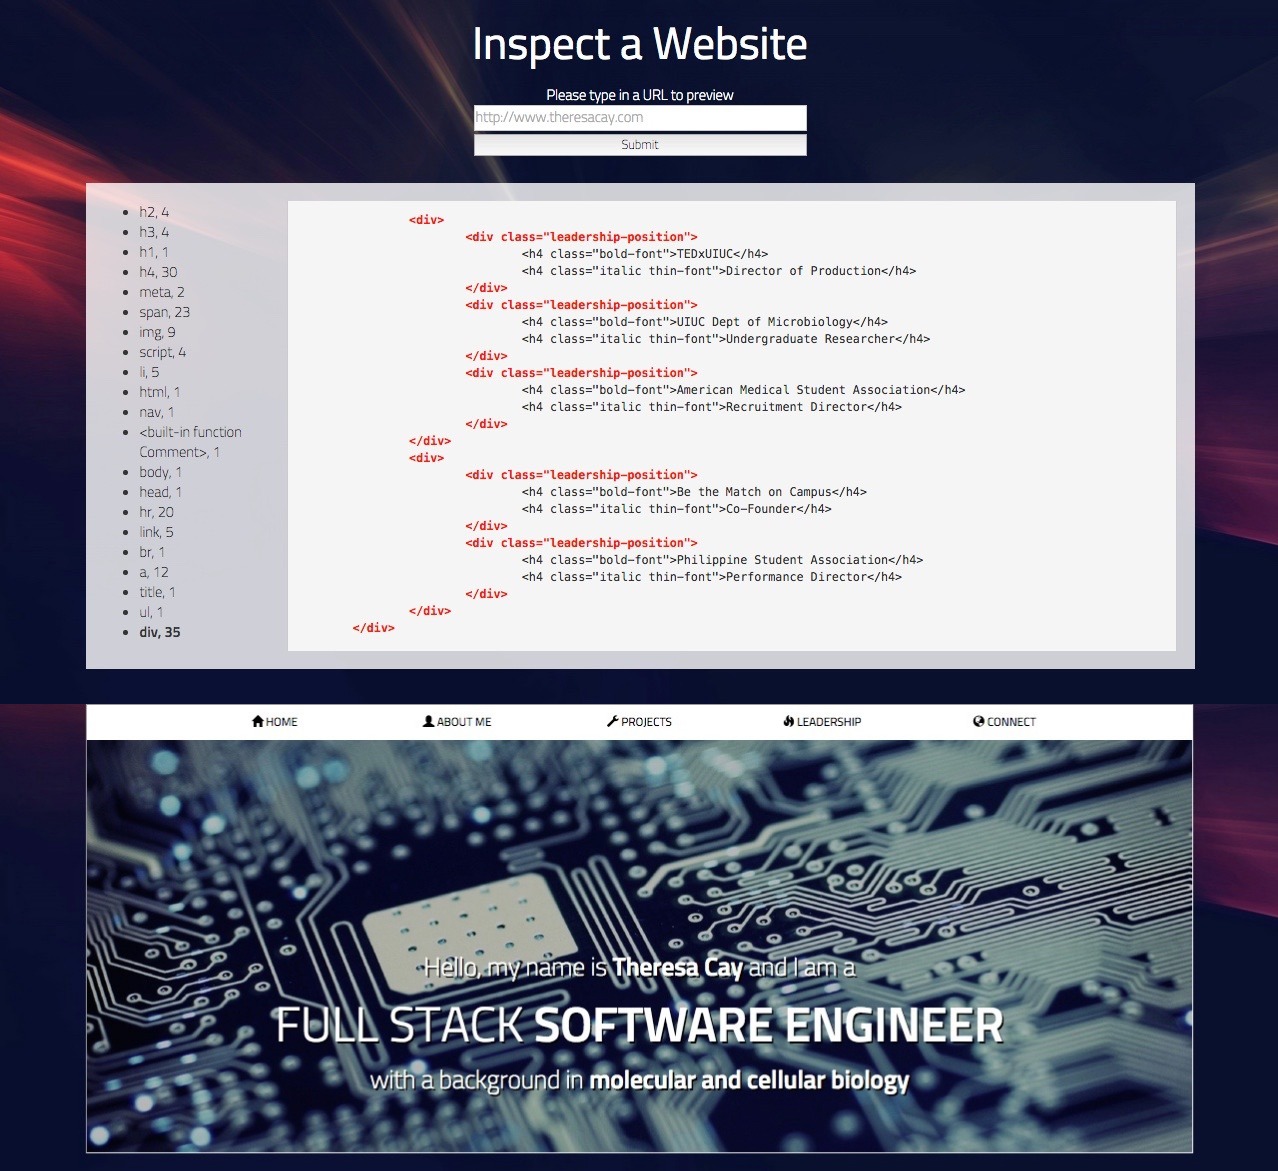 Inspect a Website
Please type in a URL to preview
http://www.theresacay.com
Submit
h2, 4
h3, 4
h1, 1
h4, 30
meta, 2
span, 23
img, 9
script, 4
li, 5
html, 1
nav, 1
<built-in function
Comment>, 1
body, 1
head, 1
hr, 20
link, 5
br, 1
a, 12
title, 1
ul, 1
div, 35
<div>
<div class="leadership-position">
<h4 class="bold-font">TEDxUIUC</h4>
<h4 class="italic thin-font">Director of Production</h4>
</div>
<div class="leadership-position">
<h4 class="bold-font">UIUC Dept of Microbiology</h4>
<h4 class="italic thin-font">Undergraduate Researcher</h4>
</div>
<div class="leadership-position">
<h4 class="bold-font">American Medical Student Association</h4>
<h4 class="italic thin-font">Recruitment Director</h4>
</div>
</div>
<div>
<div class="leadership-position">
<h4 class="bold-font">Be the Match on Campus</h4>
<h4 class="italic thin-font">Co-Founder</h4>
</div>
<div class="leadership-position">
<h4 class="bold-font">Philippine Student Association</h4>
<h4 class="italic thin-font">Performance Director</h4>
</div>
</div>
</div>
HOME ABOUT ME PROJECTS LEADERSHIP CONNECT
Hello, my name is Theresa Cay and I am a
FULL STACK SOFTWARE ENGINEER
with a background in molecular and cellular biology